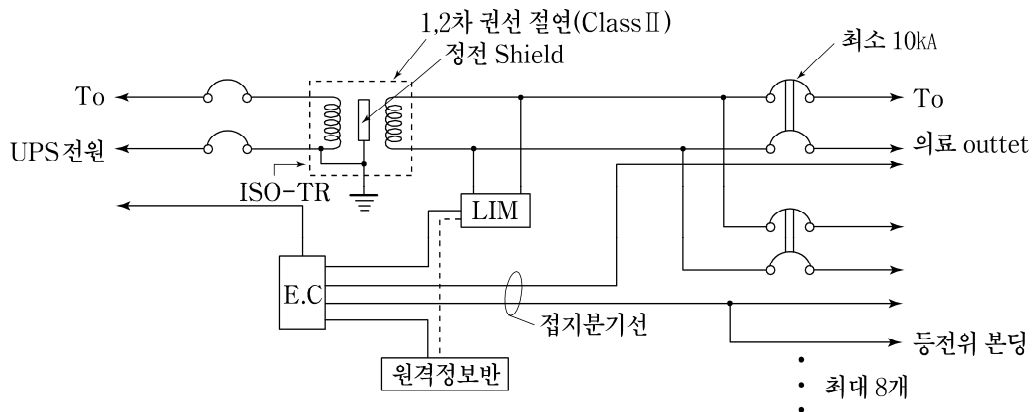 1,2차 권선 절연(ClassⅡ)
정전 Shield
최소 10kA
To
To
UPS전원
의료 outtet
ISO-TR
LIM
E.C
접지분기선
등전위 본딩
원격정보반
최대 8개